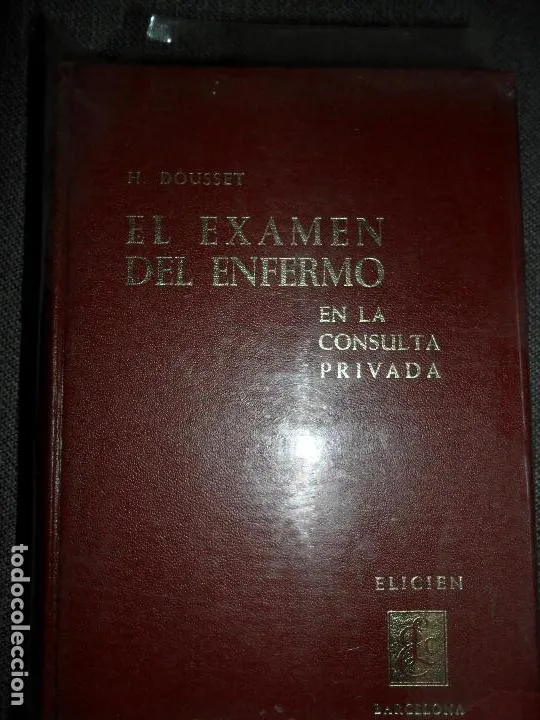 H. DOUSSET
EL EXAMEN
DEL ENFERMO
EN LA
CONSULTA
PRIVADA
ELICIEN
BARCELONA
todocoleccion